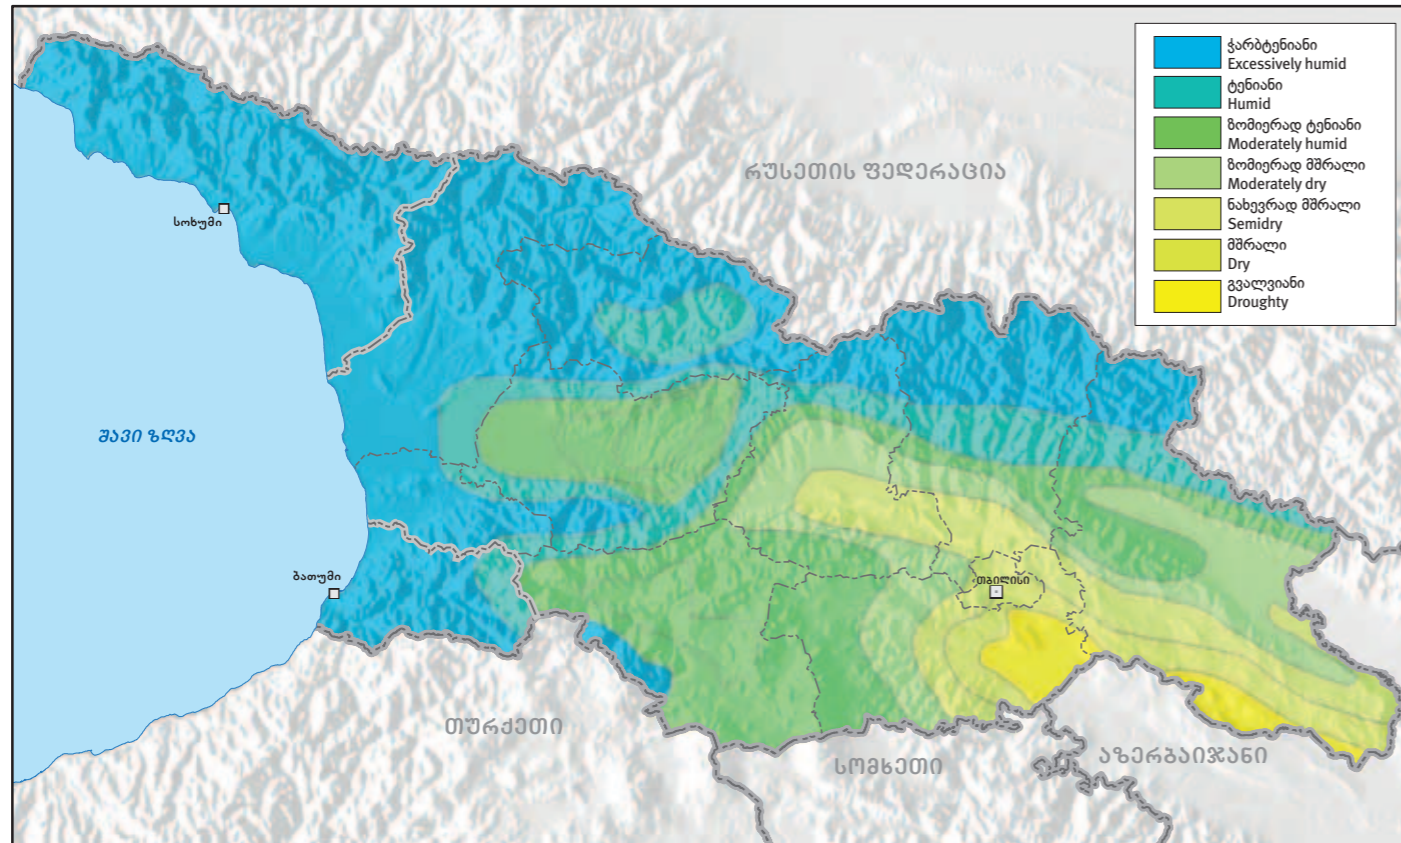 ჭარბტენიანი
Excessively humid
ტენიანი
Humid
ზომიერად ტენიანი
Moderately humid
ზომიერად მშრალი
Moderately dry
ნახევრად მშრალი
Semidry
მშრალი
Dry
გვალვიანი
Droughty
რუსეთის ფედერაცია
სოხუმი
შავი ზღვა
ბათუმი
თბილისი
თურქეთი
სომხეთი
აზერბაიჯანი